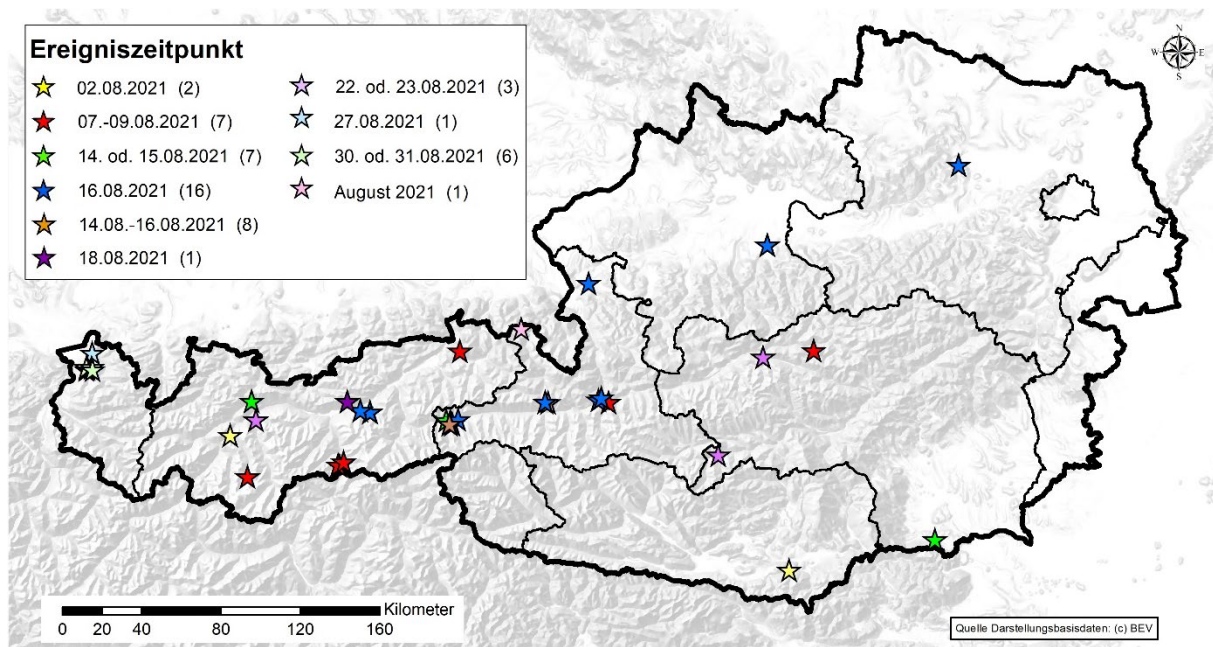 Ereigniszeitpunkt
02.08.2021 (2)
07.-09.08.2021 (7)
14. od. 15.08.2021 (7)
16.08.2021 (16)
14.08.-16.08.2021 (8)
18.08.2021 (1)
22. od. 23.08.2021 (3)
27.08.2021 (1)
30. od. 31.08.2021 (6)
August 2021 (1)
N
W E
S
Kilometer
0 20 40 80 120 160
Quelle Darstellungsbasisdaten: (c) BEV